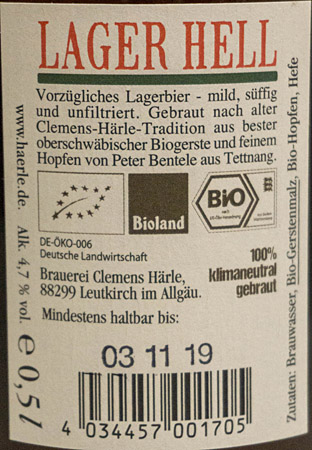 LAGER HELL
Vorzügliches Lagerbier - mild, süffig
und unfiltriert. Gebraut nach alter
Clemens-Härle-Tradition aus bester
oberschwäbischer Biogerste und feinem
Hopfen von Peter Bentele aus Tettnang.
Bioland
BiO
DE-ÖKO-006
Deutsche Landwirtschaft
Brauerei Clemens Härle,
88299 Leutkirch im Allgäu.
100%
klimaneutral
gebraut
Mindestens haltbar bis:
03 11 19
4 034457 001705
www.haerle.de. Alk. 4,7 % vol. e 0,5l
Zutaten: Brauwasser, Bio-Gerstenmalz, Bio-Hopfen, Hefe